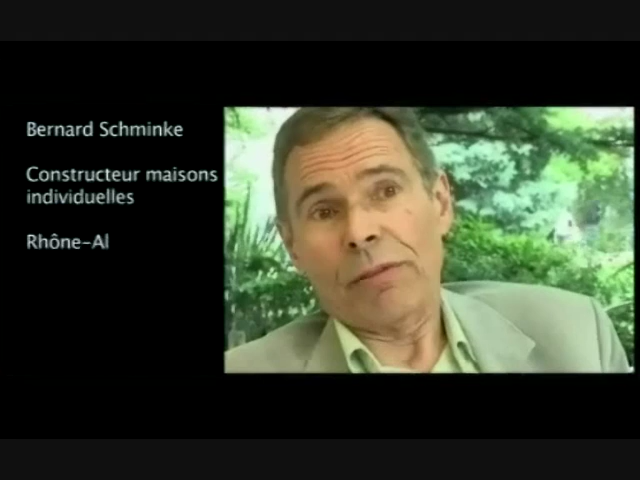 Bernard Schminke
Constructeur maisons
individuelles
Rhône-Al